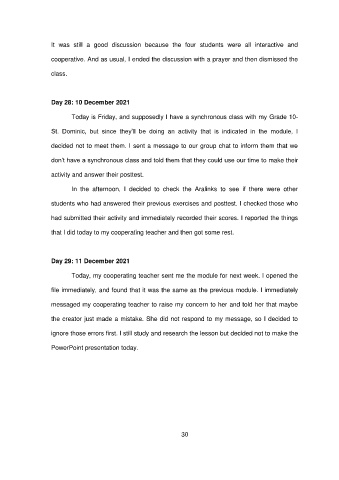 It was still a good discussion because the four students were all interactive and
cooperative. And as usual, I ended the discussion with a prayer and then dismissed the
class.
Day 28: 10 December 2021
Today is Friday, and supposedly I have a synchronous class with my Grade 10-
St. Dominic, but since they'll be doing an activity that is indicated in the module, I
decided not to meet them. I sent a message to our group chat to inform them that we
don't have a synchronous class and told them that they could use our time to make their
activity and answer their posttest.
In the afternoon, I decided to check the Aralinks to see if there were other
students who had answered their previous exercises and posttest. I checked those who
had submitted their activity and immediately recorded their scores. I reported the things
that I did today to my cooperating teacher and then got some rest.
Day 29: 11 December 2021
Today, my cooperating teacher sent me the module for next week. I opened the
file immediately, and found that it was the same as the previous module. I immediately
messaged my cooperating teacher to raise my concern to her and told her that maybe
the creator just made a mistake. She did not respond to my message, so I decided to
ignore those errors first. I still study and research the lesson but decided not to make the
PowerPoint presentation today.
30